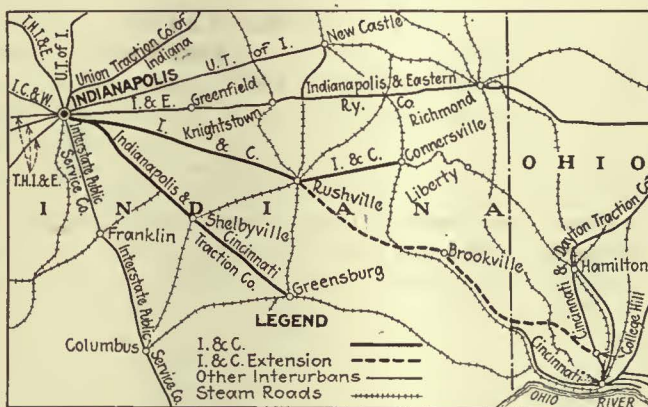 T.H.I.& E.
U.T. of I.
Union Traction Co. of
Indiana
New Castle
U. T. of I.
I.C.& W.
INDIANAPOLIS
I. & E.
Greenfield
Indianapolis & Eastern
Ry. Co.
Richmond
Knightstown
I. & C.
I. & C.
Connersville
T.H.I.& E.
Interstate Public
Service Co.
Indianapolis &
Cincinnati
Traction Co.
Rushville
Liberty
OHIO
INDIANA
Cincinnati & Dayton Traction Co.
Franklin
Shelbyville
Brookville
Hamilton
Interstate Public
Service Co.
Greensburg
College Hill
Columbus
Cincinnati
LEGEND
I. & C.
I. & C. Extension
Other Interurbans
Steam Roads
OHIO RIVER